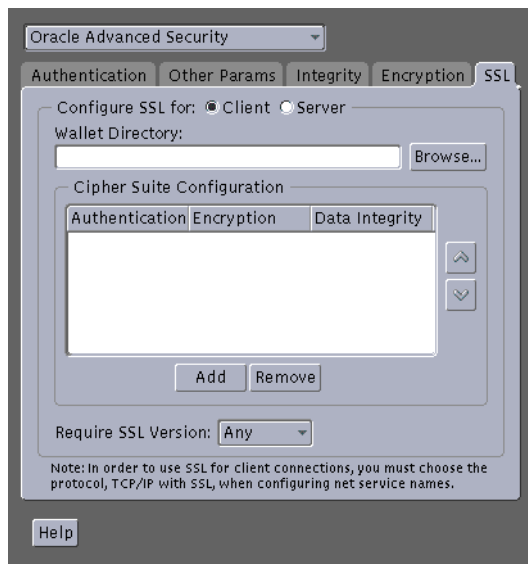 Oracle Advanced Security
Authentication Other Params Integrity Encryption SSL
Configure SSL for: Client Server
Wallet Directory:
Browse...
Cipher Suite Configuration
Authentication Encryption Data Integrity
Add Remove
Require SSL Version: Any
Note: In order to use SSL for client connections, you must choose the
protocol, TCP/IP with SSL, when configuring net service names.
Help